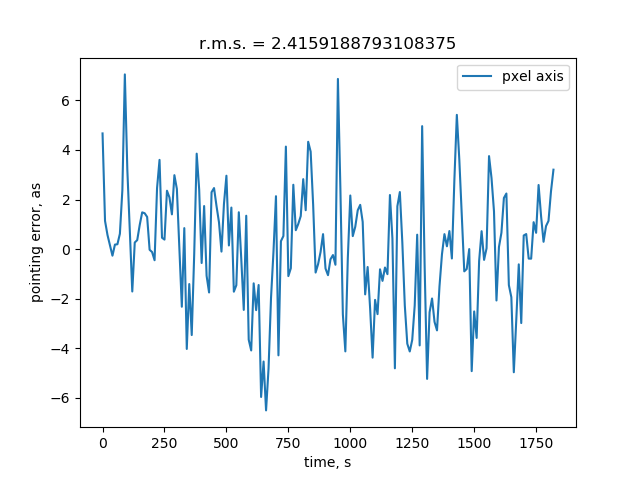 r.m.s. = 2.4159188793108375
pxel axis
pointing error, as
6
4
2
0
−2
−4
−6
0 250 500 750 1000 1250 1500 1750
time, s